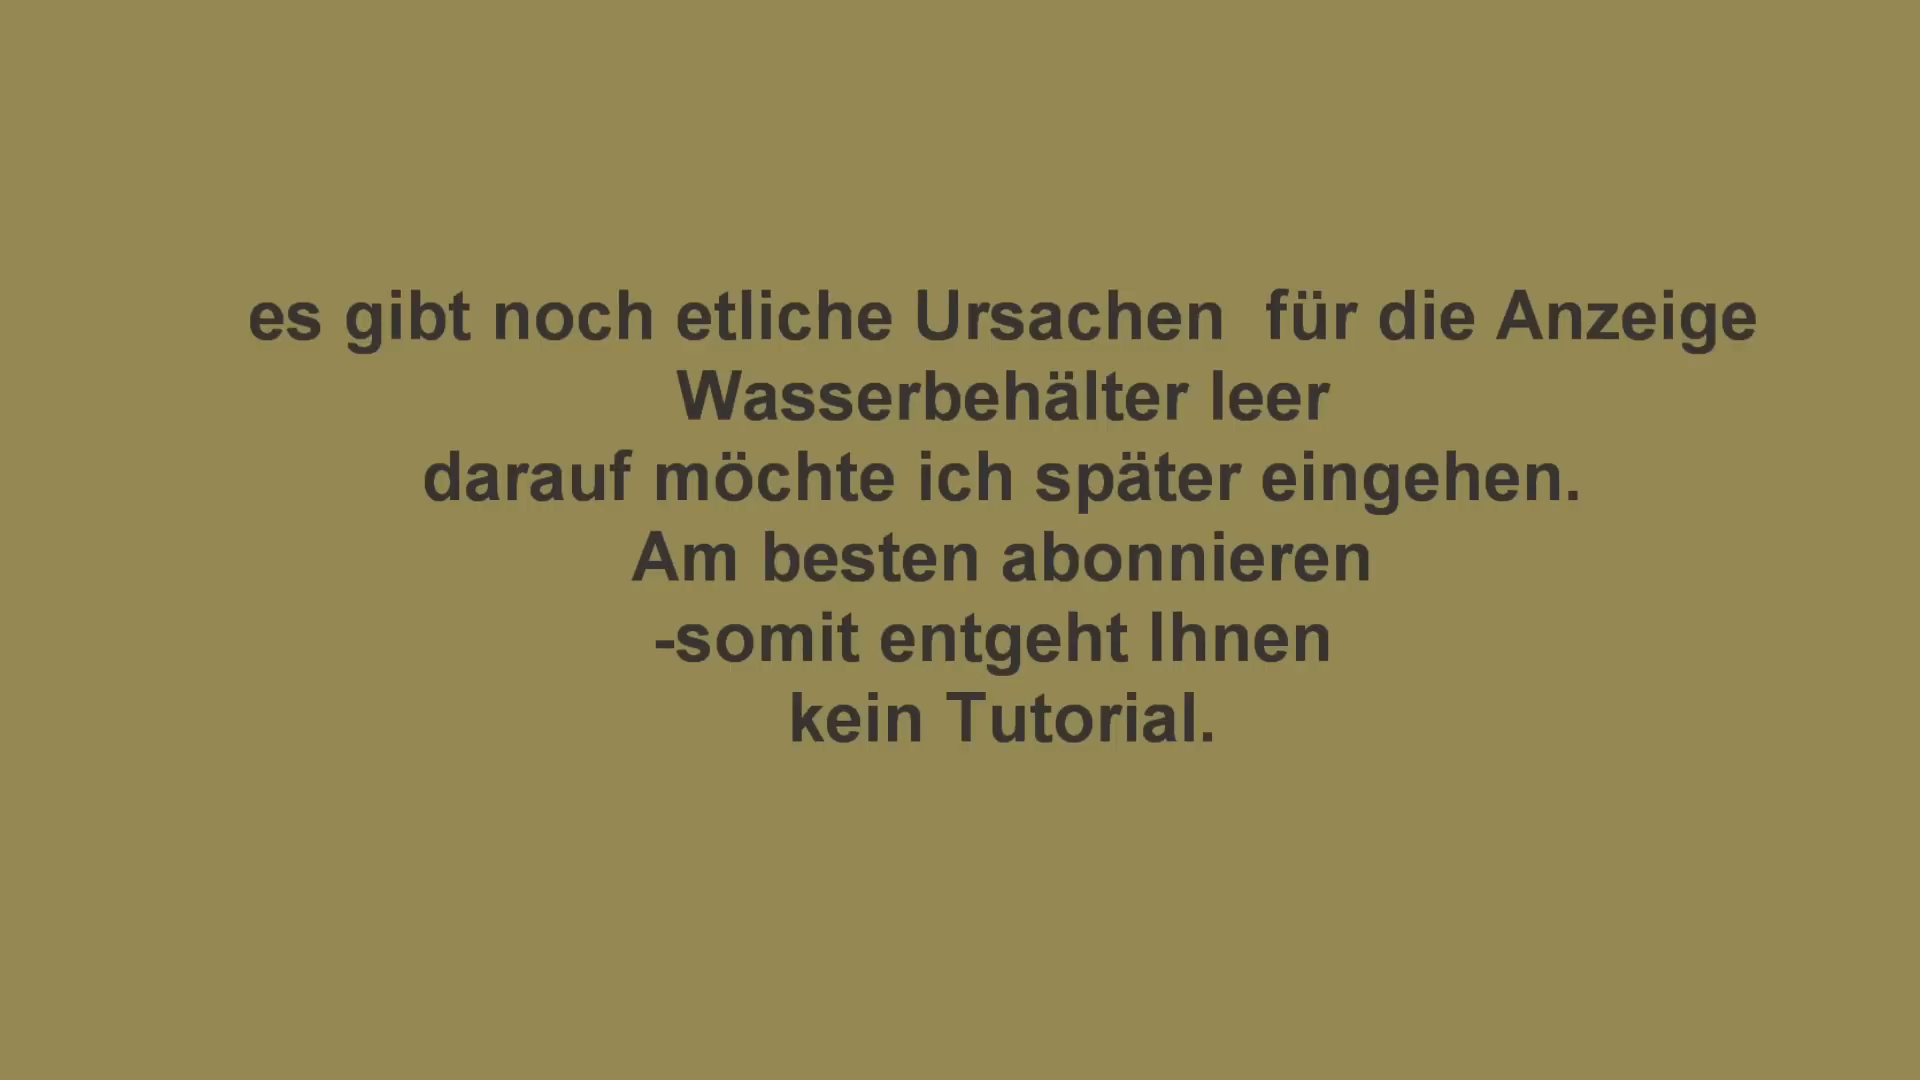 es gibt noch etliche Ursachen  für die Anzeige
Wasserbehälter leer
darauf möchte ich später eingehen.
Am besten abonnieren
-somit entgeht Ihnen
kein Tutorial.